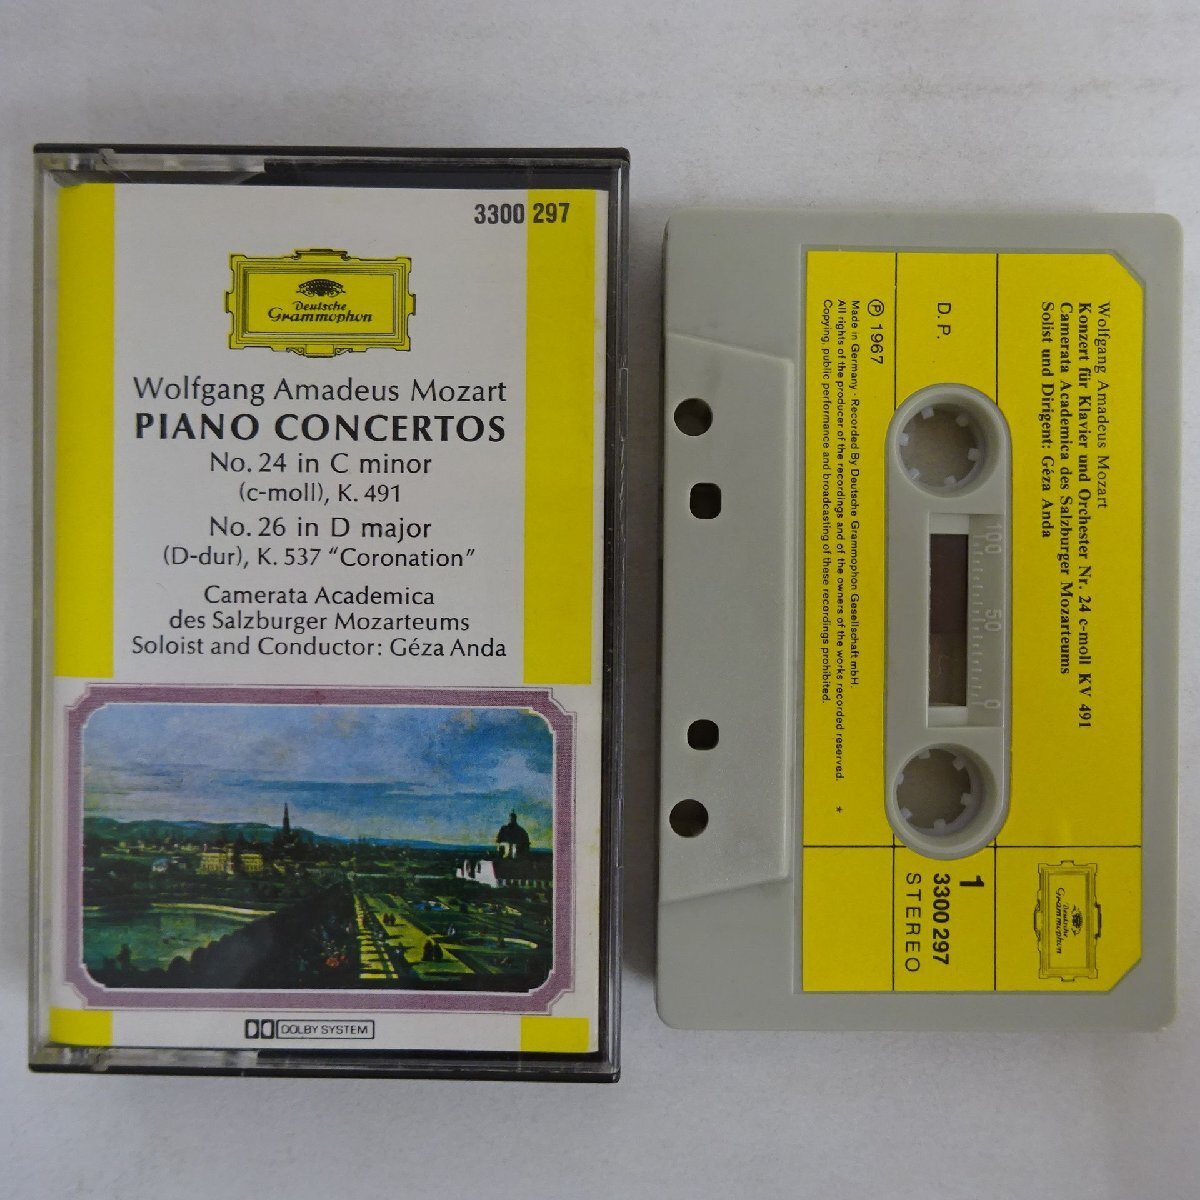 3300 297
Deutsche
Grammophon
Wolfgang Amadeus Mozart
PIANO CONCERTOS
No. 24 in C minor
(c-moll), K. 491
No. 26 in D major
(D-dur), K. 537 “Coronation”
Camerata Academica
des Salzburger Mozarteums
Soloist and Conductor: Géza Anda
DOLBY SYSTEM
Wolfgang Amadeus Mozart
Konzert für Klavier und Orchester Nr. 24 c-moll KV 491
Camerata Academica des Salzburger Mozarteums
Solist und Dirigent: Géza Anda
D. P.
℗ 1967
Made in Germany · Recorded By Deutsche Grammophon Gesellschaft mbH.
All rights of the producer of the recordings and of the owners of the works recorded reserved. *
Copying, public performance and broadcasting of these recordings prohibited.
100 50 0
1
3300 297
STEREO
Deutsche
Grammophon